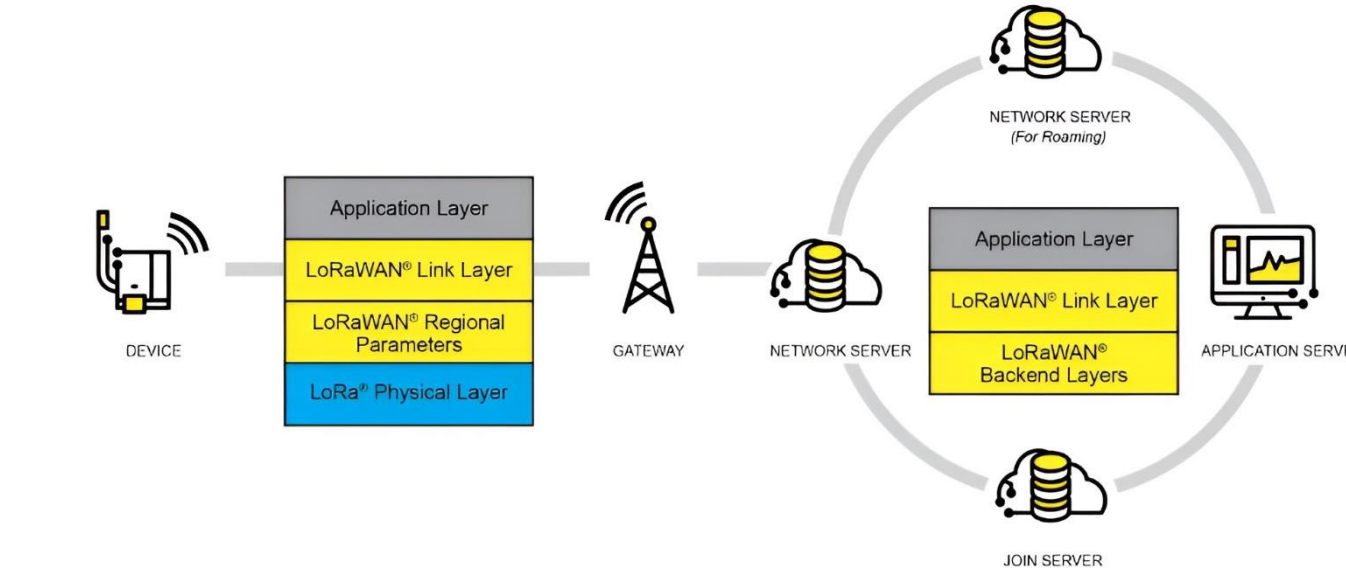 NETWORK SERVER
(For Roaming)
Application Layer
LoRaWAN® Link Layer
LoRaWAN® Regional
Parameters
LoRa® Physical Layer
Application Layer
LoRaWAN® Link Layer
LoRaWAN®
Backend Layers
DEVICE
GATEWAY
NETWORK SERVER
APPLICATION SERVE
JOIN SERVER